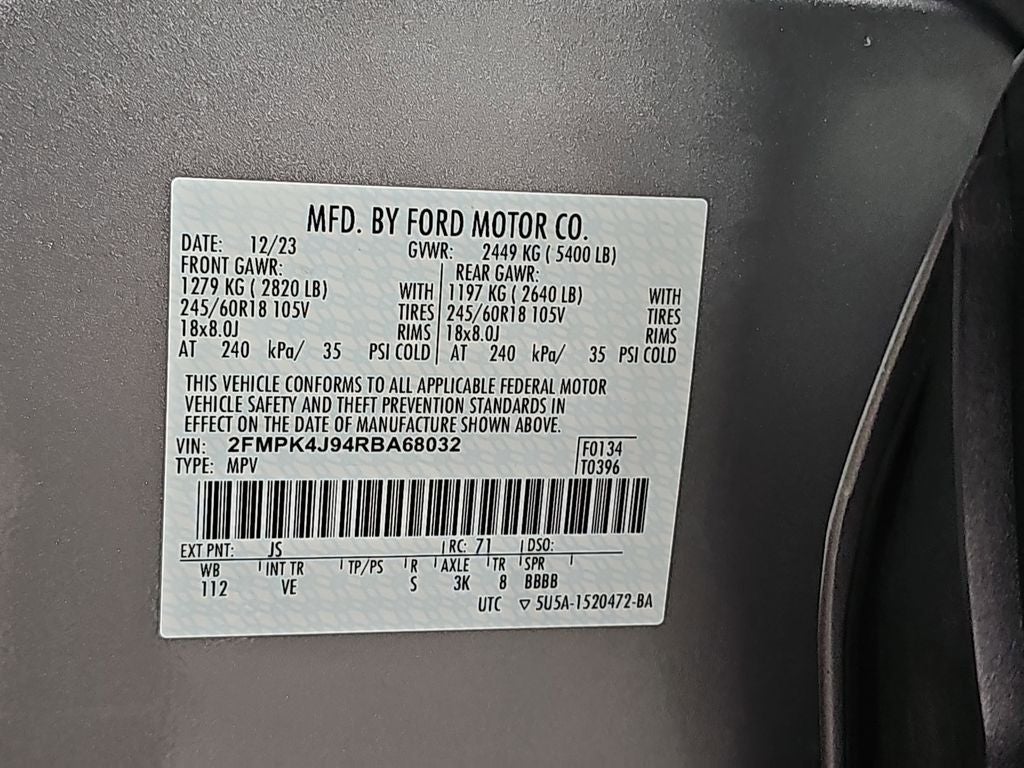 MFD. BY FORD MOTOR CO.
DATE: 12/23 GVWR: 2449 KG ( 5400 LB)
FRONT GAWR: REAR GAWR:
1279 KG ( 2820 LB) WITH 1197 KG ( 2640 LB) WITH
245/60R18 105V TIRES 245/60R18 105V TIRES
18x8.0J RIMS 18x8.0J RIMS
AT 240 kPa/ 35 PSI COLD AT 240 kPa/ 35 PSI COLD
THIS VEHICLE CONFORMS TO ALL APPLICABLE FEDERAL MOTOR
VEHICLE SAFETY AND THEFT PREVENTION STANDARDS IN
EFFECT ON THE DATE OF MANUFACTURE SHOWN ABOVE.
VIN: 2FMPK4J94RBA68032 F0134
TYPE: MPV T0396
EXT PNT: JS RC: 71 DSO:
WB INT TR TP/PS R AXLE TR SPR
112 VE S 3K 8 BBBB
UTC ▽ 5U5A-1520472-BA